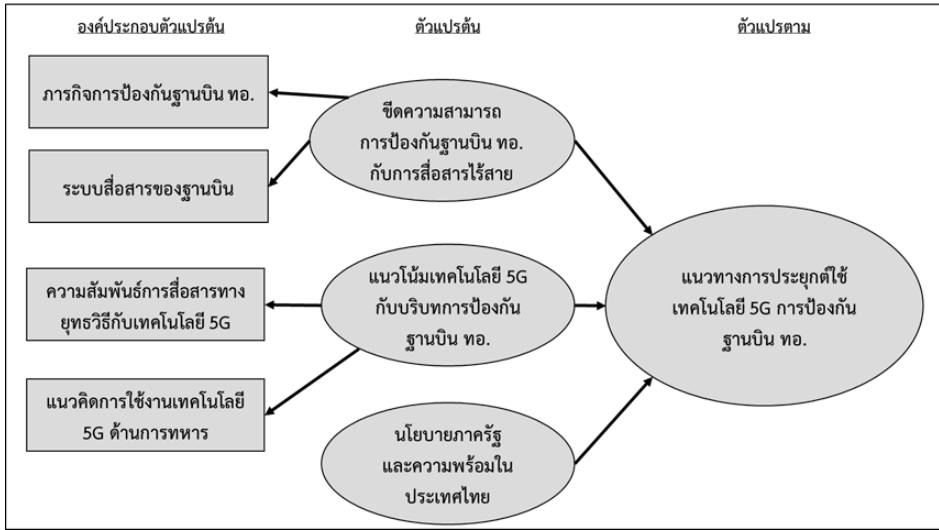 องค์ประกอบตัวแปรต้น
ตัวแปรต้น
ตัวแปรตาม
ภารกิจการป้องกันฐานบิน ทอ.
ระบบสื่อสารของฐานบิน
ความสัมพันธ์การสื่อสารทาง
ยุทธวิธีกับเทคโนโลยี 5G
แนวคิดการใช้งานเทคโนโลยี
5G ด้านการทหาร
ขีดความสามารถ
การป้องกันฐานบิน ทอ.
กับการสื่อสารไร้สาย
แนวโน้มเทคโนโลยี 5G
กับบริบทการป้องกัน
ฐานบิน ทอ.
นโยบายภาครัฐ
และความพร้อมใน
ประเทศไทย
แนวทางการประยุกต์ใช้
เทคโนโลยี 5G การป้องกัน
ฐานบิน ทอ.